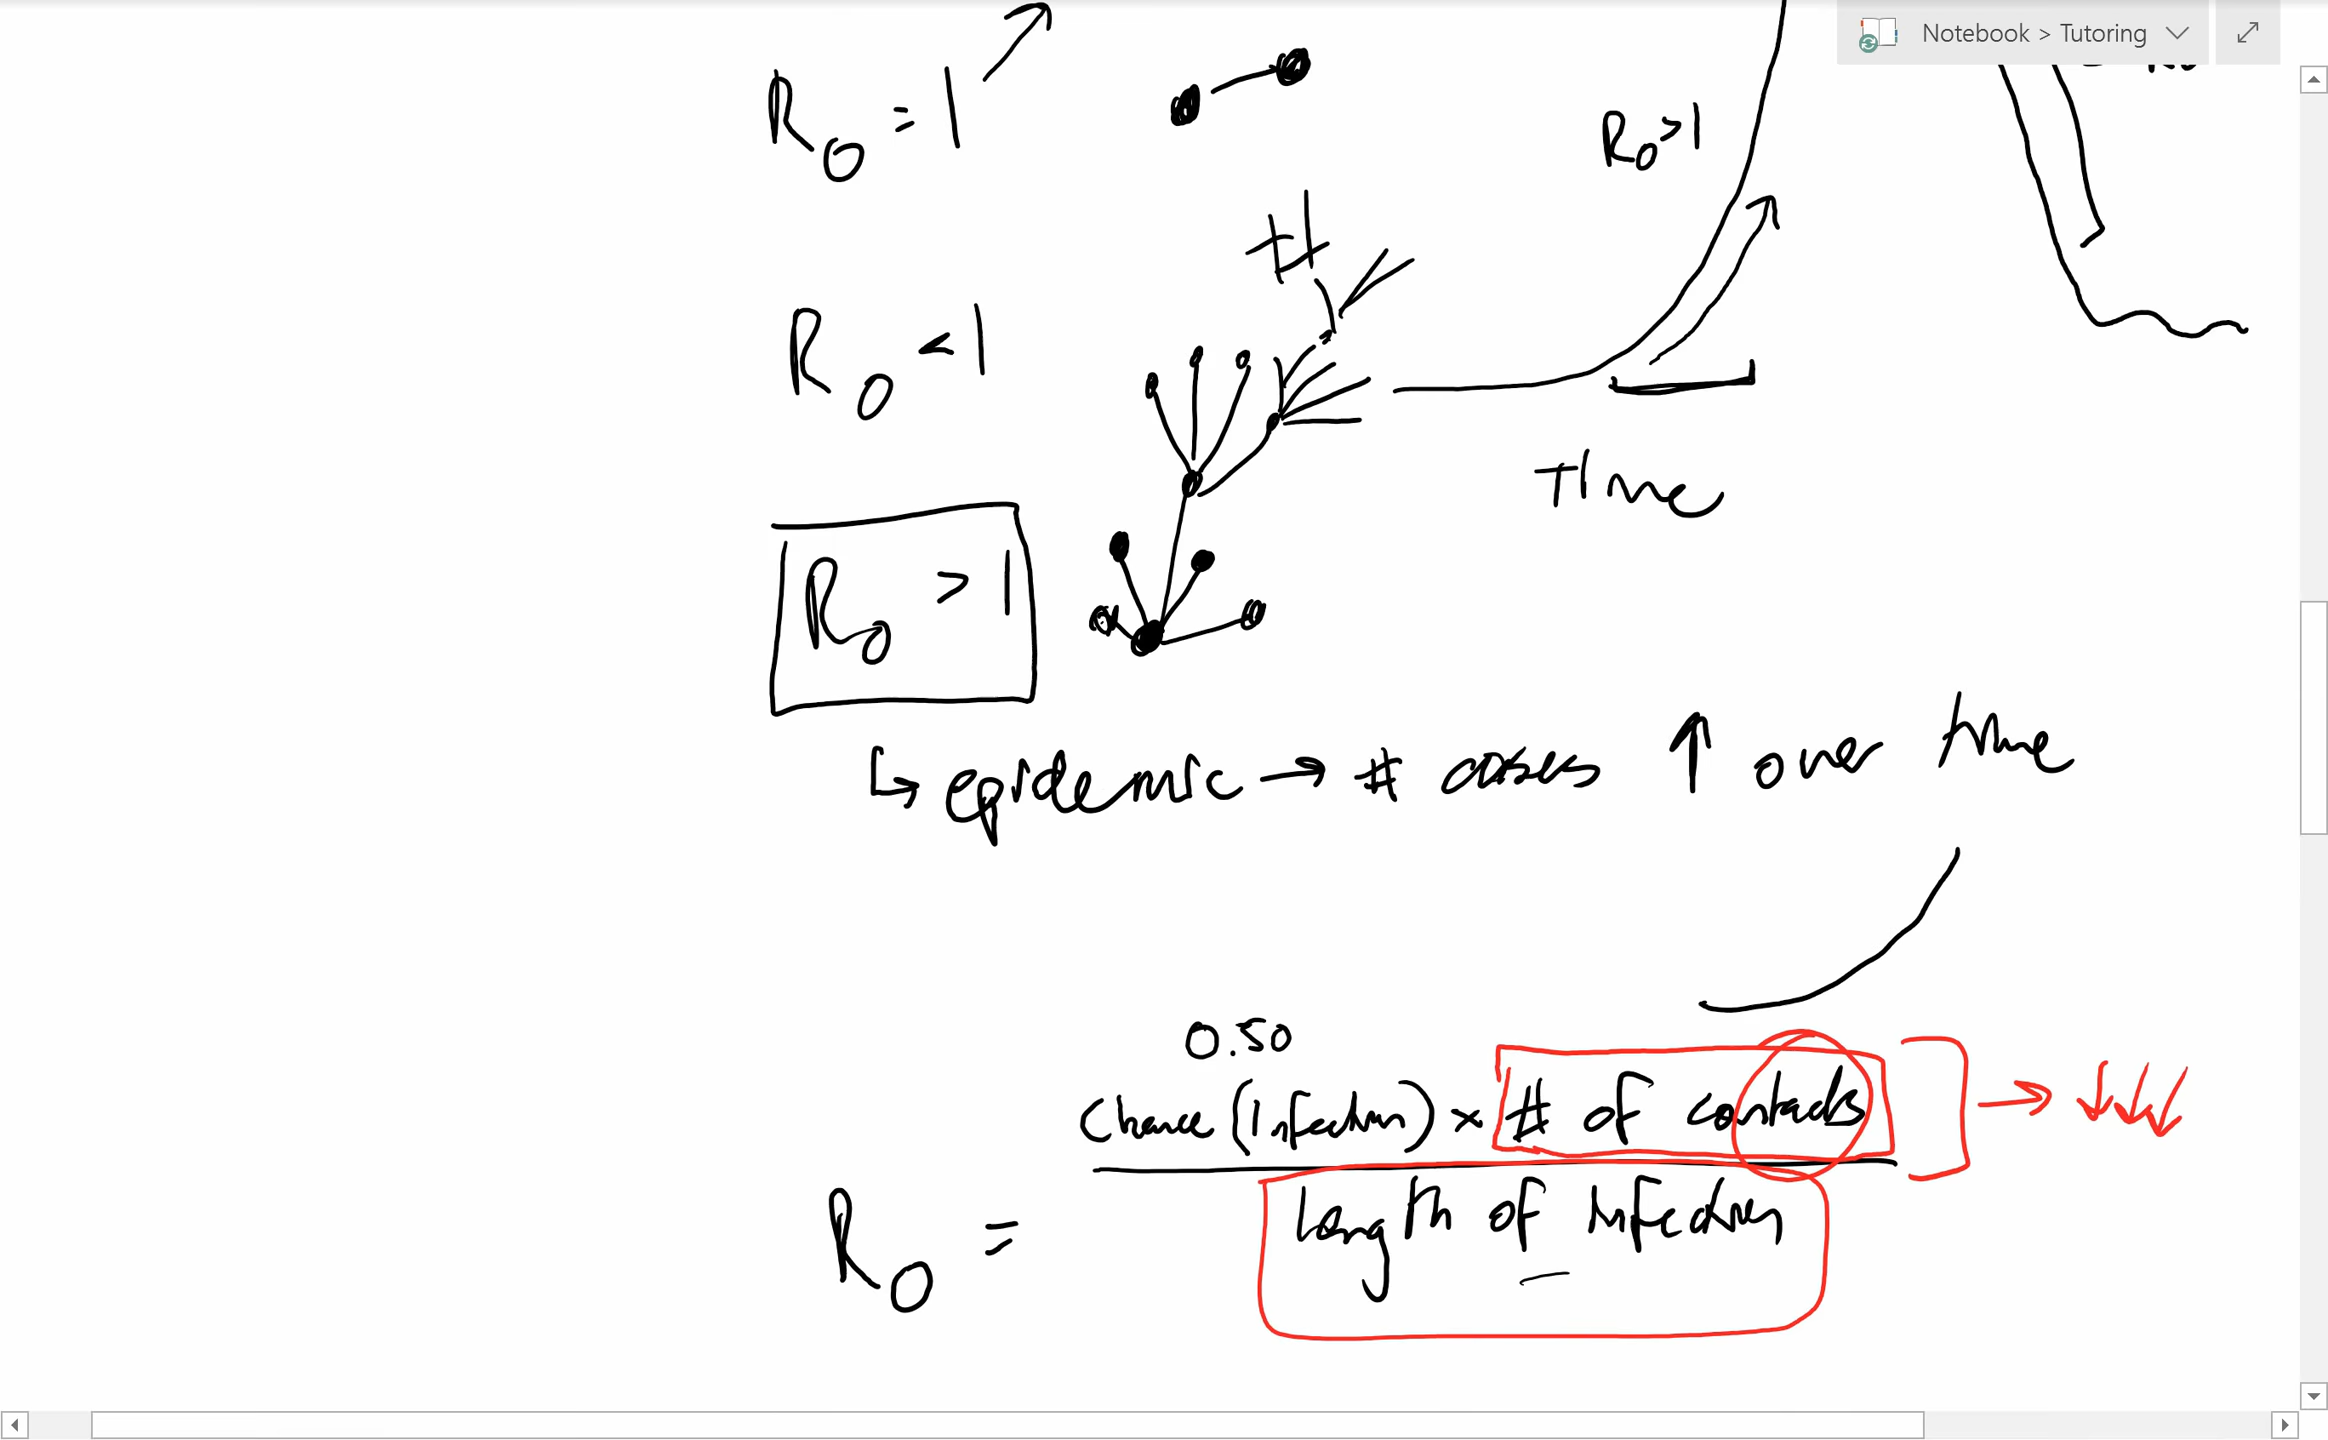 Notebook > Tutoring
R₀ = 1
R₀ > 1
#
R₀ < 1
Time
R₀ > 1
↳ epidemic → # cases ↑ over time
0.50
Chance (Infection) × # of contacts → ↓↓↓
R₀ =
length of infection